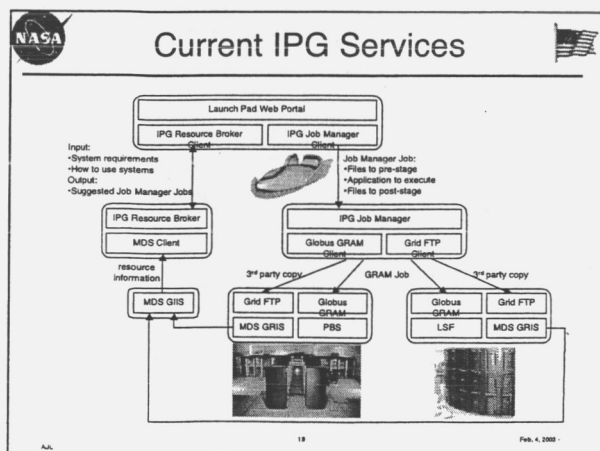 NASA
Current IPG Services
Launch Pad Web Portal
IPG Resource Broker Client
IPG Job Manager Client
Input:
•System requirements
•How to use systems
Output:
•Suggested Job Manager Jobs
Job Manager Job:
•Files to pre-stage
•Application to execute
•Files to post-stage
IPG Resource Broker
MDS Client
IPG Job Manager
Globus GRAM Client
Grid FTP Client
resource information
3rd party copy
GRAM Job
3rd party copy
MDS GIIS
Grid FTP
Globus GRAM
MDS GRIS
PBS
Globus GRAM
Grid FTP
LSF
MDS GRIS
AJL
Feb. 4, 2003 -